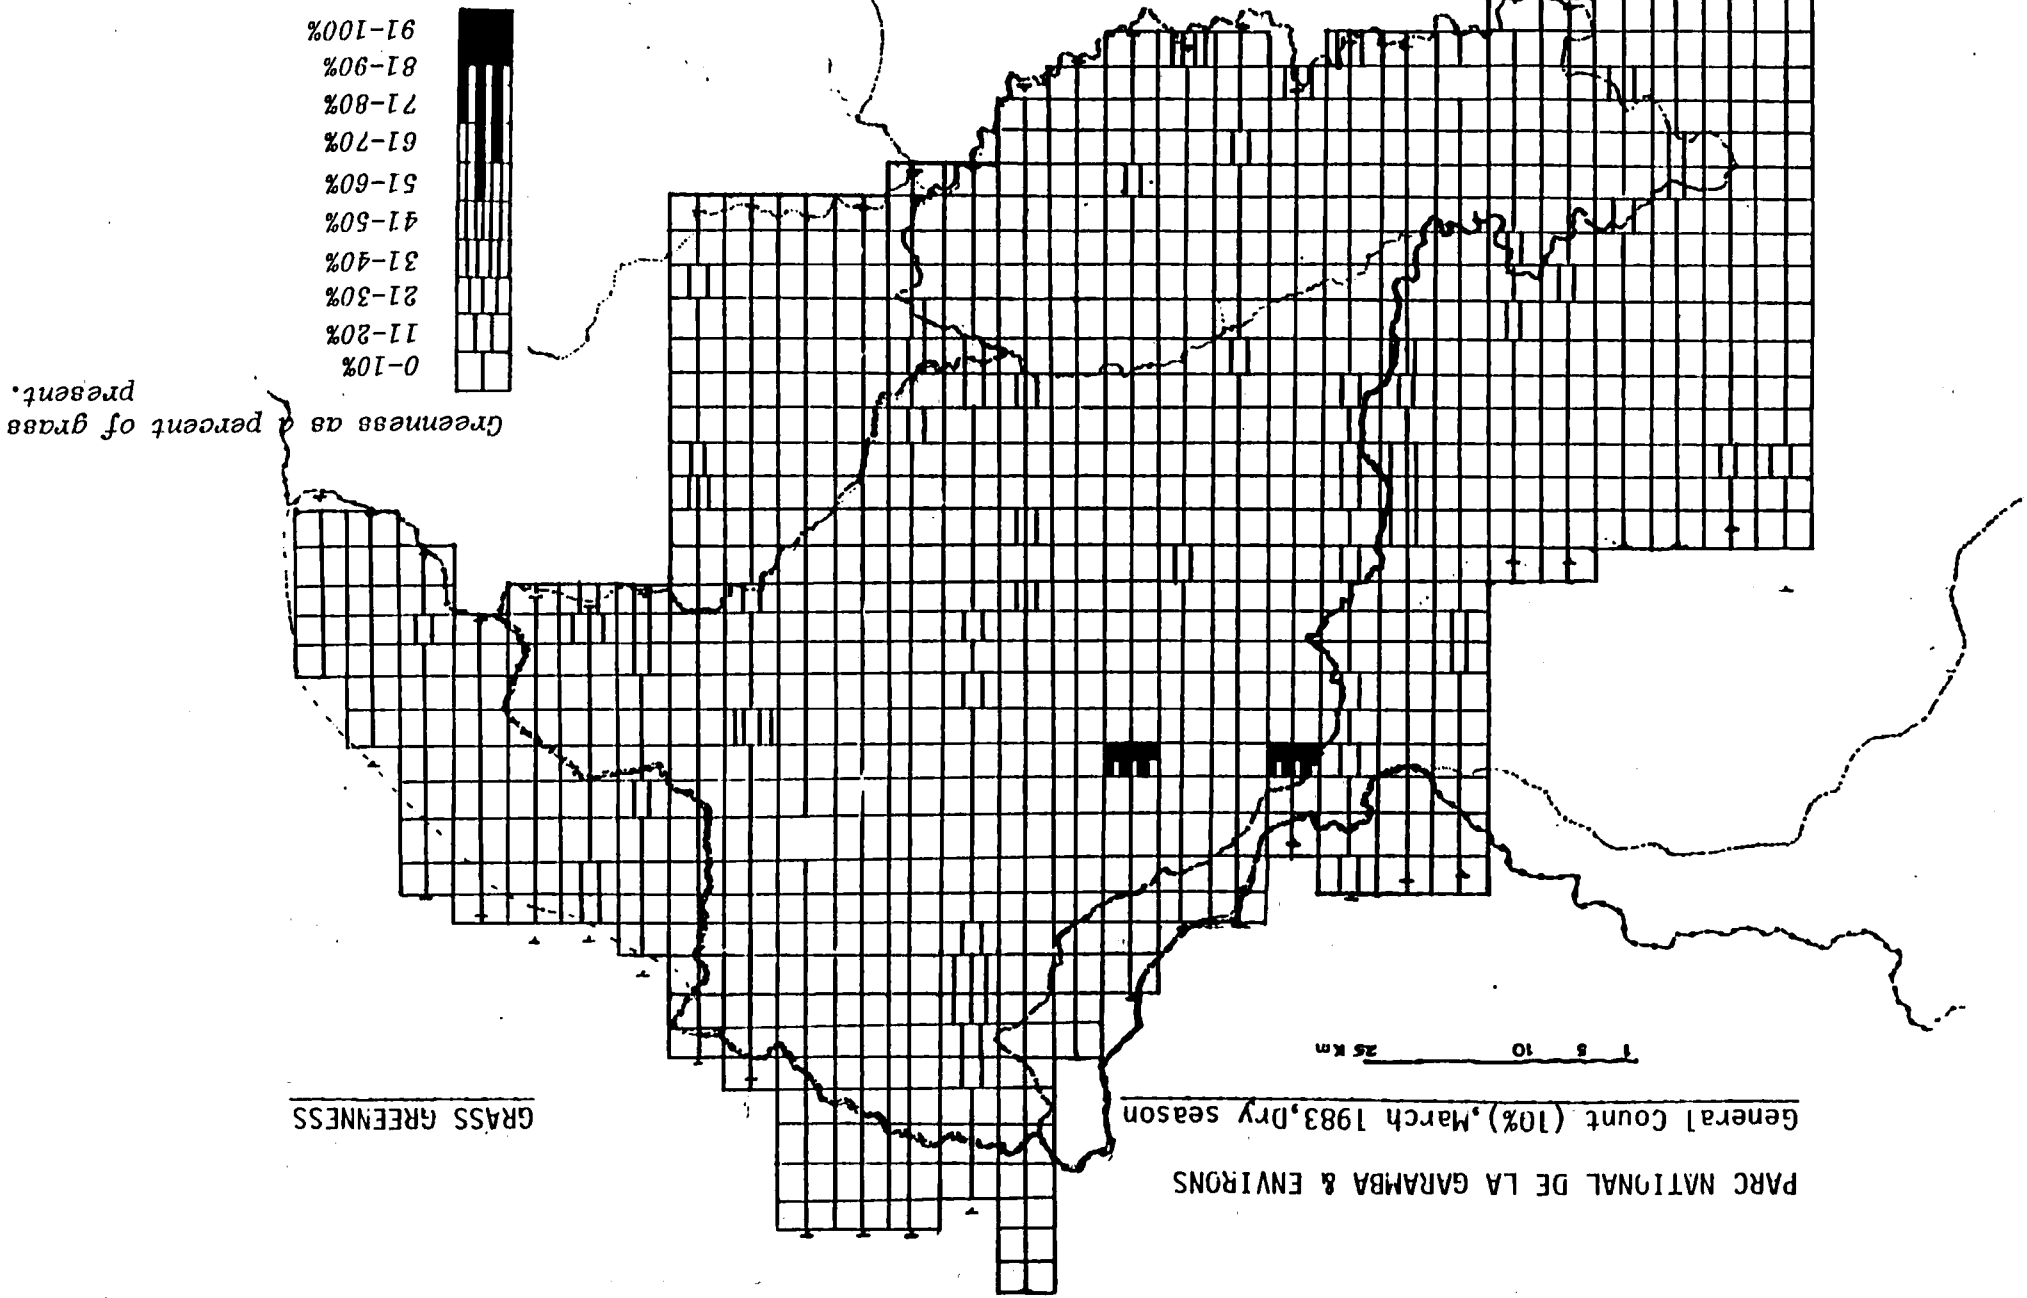 PARC NATIONAL DE LA GARAMBA & ENVIRONS
General Count (10%),March 1983,Dry season
GRASS GREENNESS
1 5 10 25 Km
Greenness as a percent of grass
present.
0-10%
11-20%
21-30%
31-40%
41-50%
51-60%
61-70%
71-80%
81-90%
91-100%